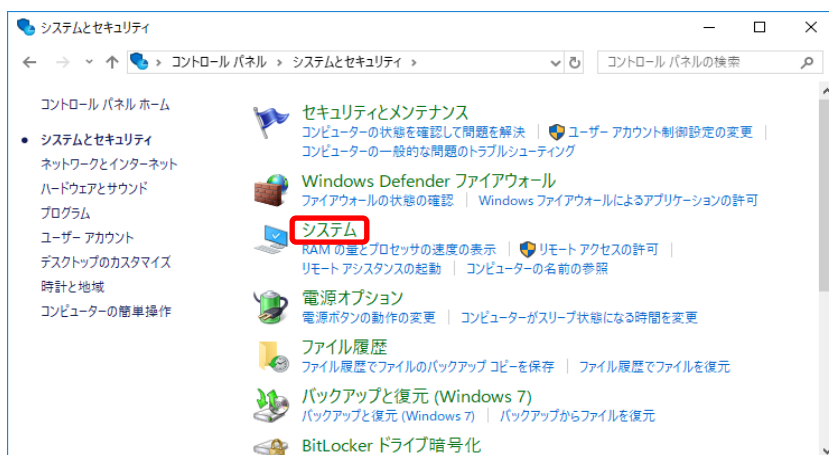 システムとセキュリティ
コントロール パネル › システムとセキュリティ ›
コントロール パネルの検索
コントロール パネル ホーム
システムとセキュリティ
ネットワークとインターネット
ハードウェアとサウンド
プログラム
ユーザー アカウント
デスクトップのカスタマイズ
時計と地域
コンピューターの簡単操作
セキュリティとメンテナンス
コンピューターの状態を確認して問題を解決 | ユーザー アカウント制御設定の変更 |
コンピューターの一般的な問題のトラブルシューティング
Windows Defender ファイアウォール
ファイアウォールの状態の確認 | Windows ファイアウォールによるアプリケーションの許可
システム
RAM の量とプロセッサの速度の表示 | リモート アクセスの許可 |
リモート アシスタンスの起動 | コンピューターの名前の参照
電源オプション
電源ボタンの動作の変更 | コンピューターがスリープ状態になる時間を変更
ファイル履歴
ファイル履歴でファイルのバックアップ コピーを保存 | ファイル履歴でファイルを復元
バックアップと復元 (Windows 7)
バックアップと復元 (Windows 7) | バックアップからファイルを復元
BitLocker ドライブ暗号化